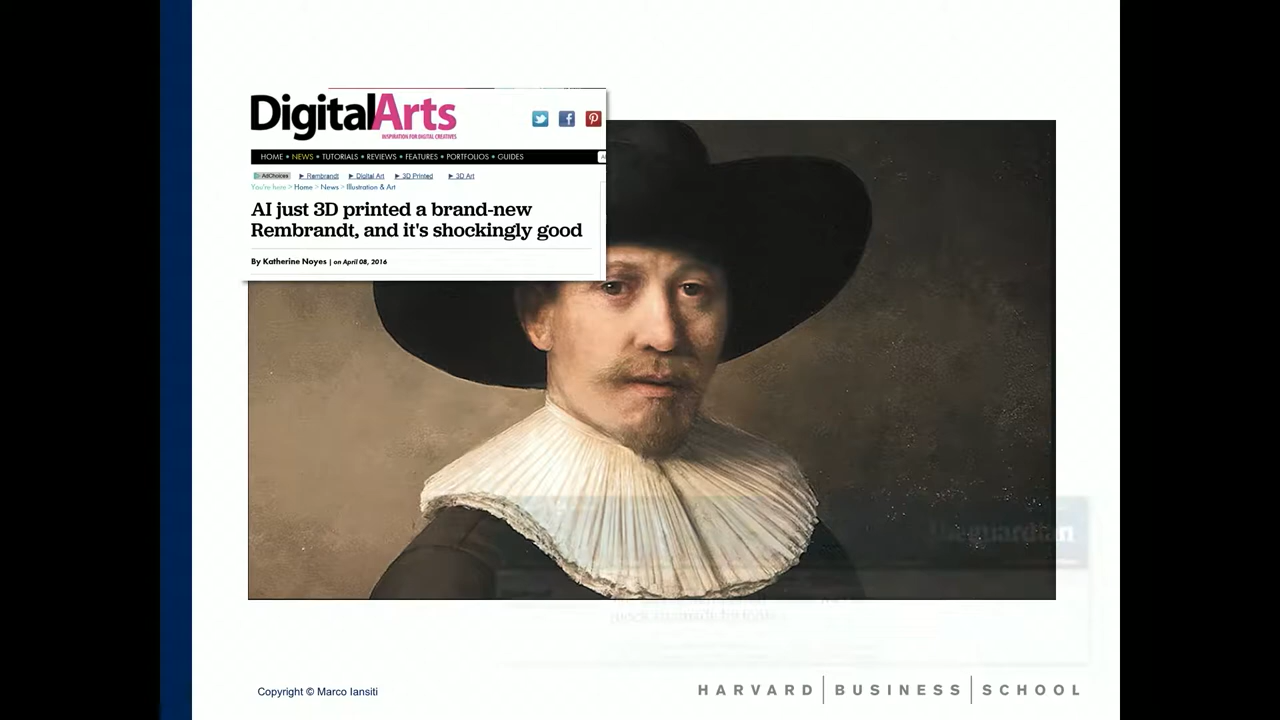 DigitalArts
INSPIRATION FOR DIGITAL CREATIVES
HOME • NEWS • TUTORIALS • REVIEWS • FEATURES • PORTFOLIOS • GUIDES
AdChoices ► Rembrandt ► Digital Art ► 3D Printed ► 3D Art
You're here > Home > News > Illustration & Art
AI just 3D printed a brand-new
Rembrandt, and it's shockingly good
By Katherine Noyes | on April 08, 2016
theguardian
Copyright © Marco Iansiti
HARVARD | BUSINESS | SCHOOL